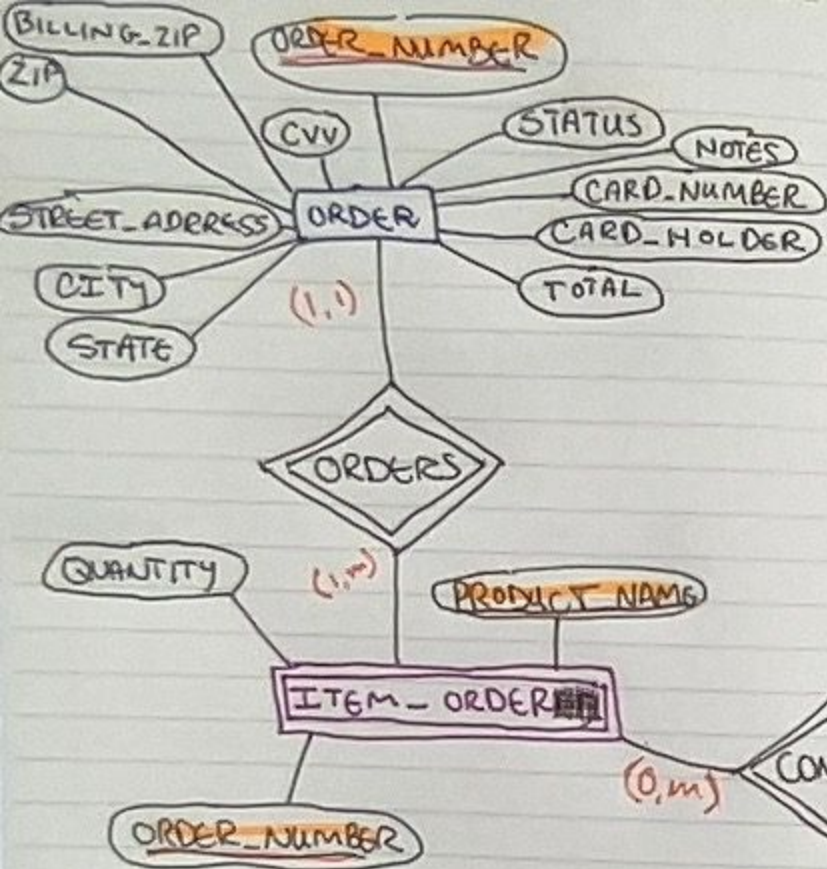 BILLING_ZIP
ORDER_NUMBER
ZIP
CVV
STATUS
NOTES
CARD_NUMBER
STREET_ADDRESS
ORDER
CARD_HOLDER
CITY
(1,1)
TOTAL
STATE
ORDERS
QUANTITY
(1,m)
PRODUCT_NAME
ITEM_ORDER
(0,m)
CON
ORDER_NUMBER